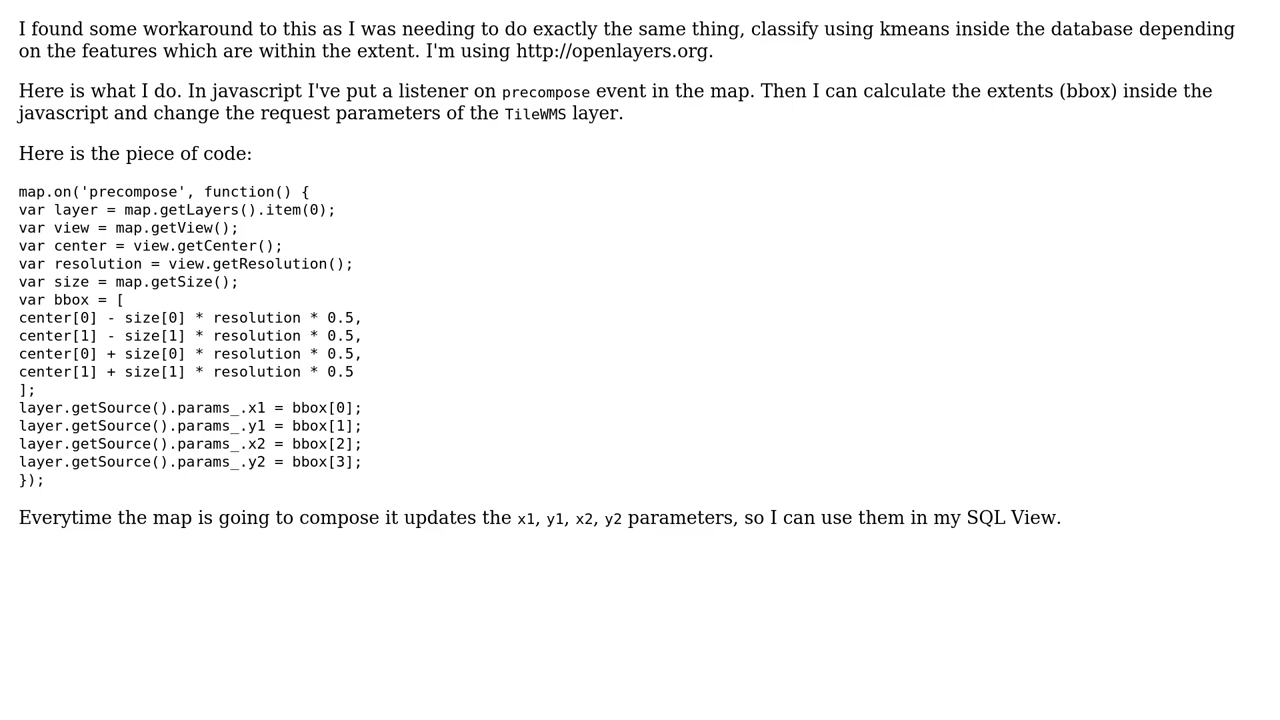 I found some workaround to this as I was needing to do exactly the same thing, classify using kmeans inside the database depending
on the features which are within the extent. I'm using http://openlayers.org.
Here is what I do. In javascript I've put a listener on precompose event in the map. Then I can calculate the extents (bbox) inside the
javascript and change the request parameters of the TileWMS layer.
Here is the piece of code:
map.on('precompose', function() {
var layer = map.getLayers().item(0);
var view = map.getView();
var center = view.getCenter();
var resolution = view.getResolution();
var size = map.getSize();
var bbox = [
center[0] - size[0] * resolution * 0.5,
center[1] - size[1] * resolution * 0.5,
center[0] + size[0] * resolution * 0.5,
center[1] + size[1] * resolution * 0.5
];
layer.getSource().params_.x1 = bbox[0];
layer.getSource().params_.y1 = bbox[1];
layer.getSource().params_.x2 = bbox[2];
layer.getSource().params_.y2 = bbox[3];
});
Everytime the map is going to compose it updates the x1, y1, x2, y2 parameters, so I can use them in my SQL View.